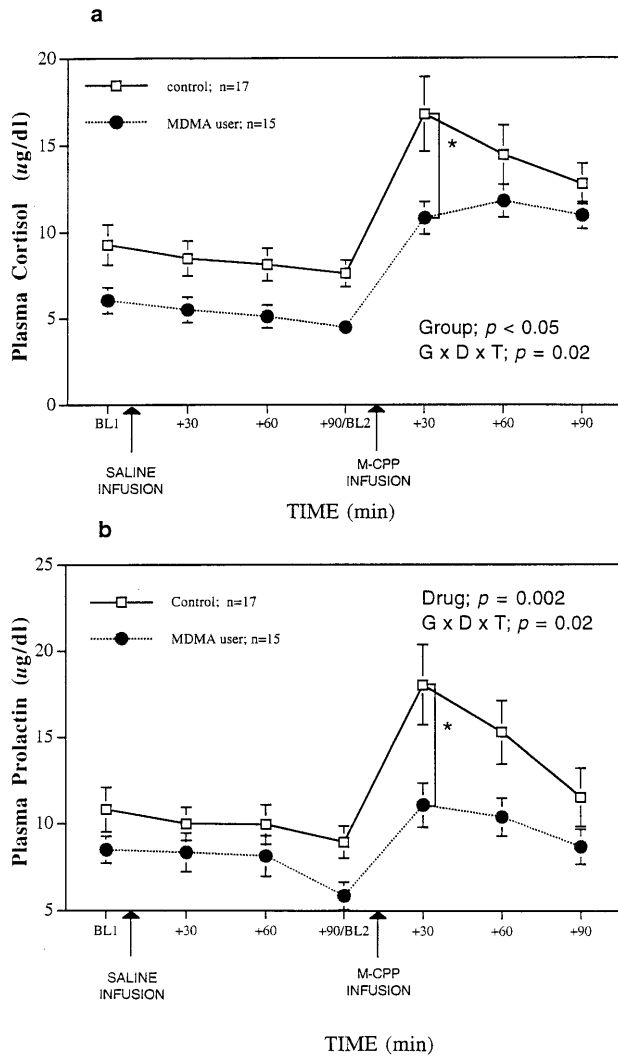 a
20
15
10
5
0
Plasma Cortisol (ug/dl)
control; n=17
MDMA user; n=15
*
Group; p < 0.05
G x D x T; p = 0.02
BL1 +30 +60 +90/BL2 +30 +60 +90
SALINE
INFUSION
M-CPP
INFUSION
TIME (min)
b
25
20
15
10
5
Plasma Prolactin (ug/dl)
Control; n=17
MDMA user; n=15
Drug; p = 0.002
G x D x T; p = 0.02
*
BL1 +30 +60 +90/BL2 +30 +60 +90
SALINE
INFUSION
M-CPP
INFUSION
TIME (min)